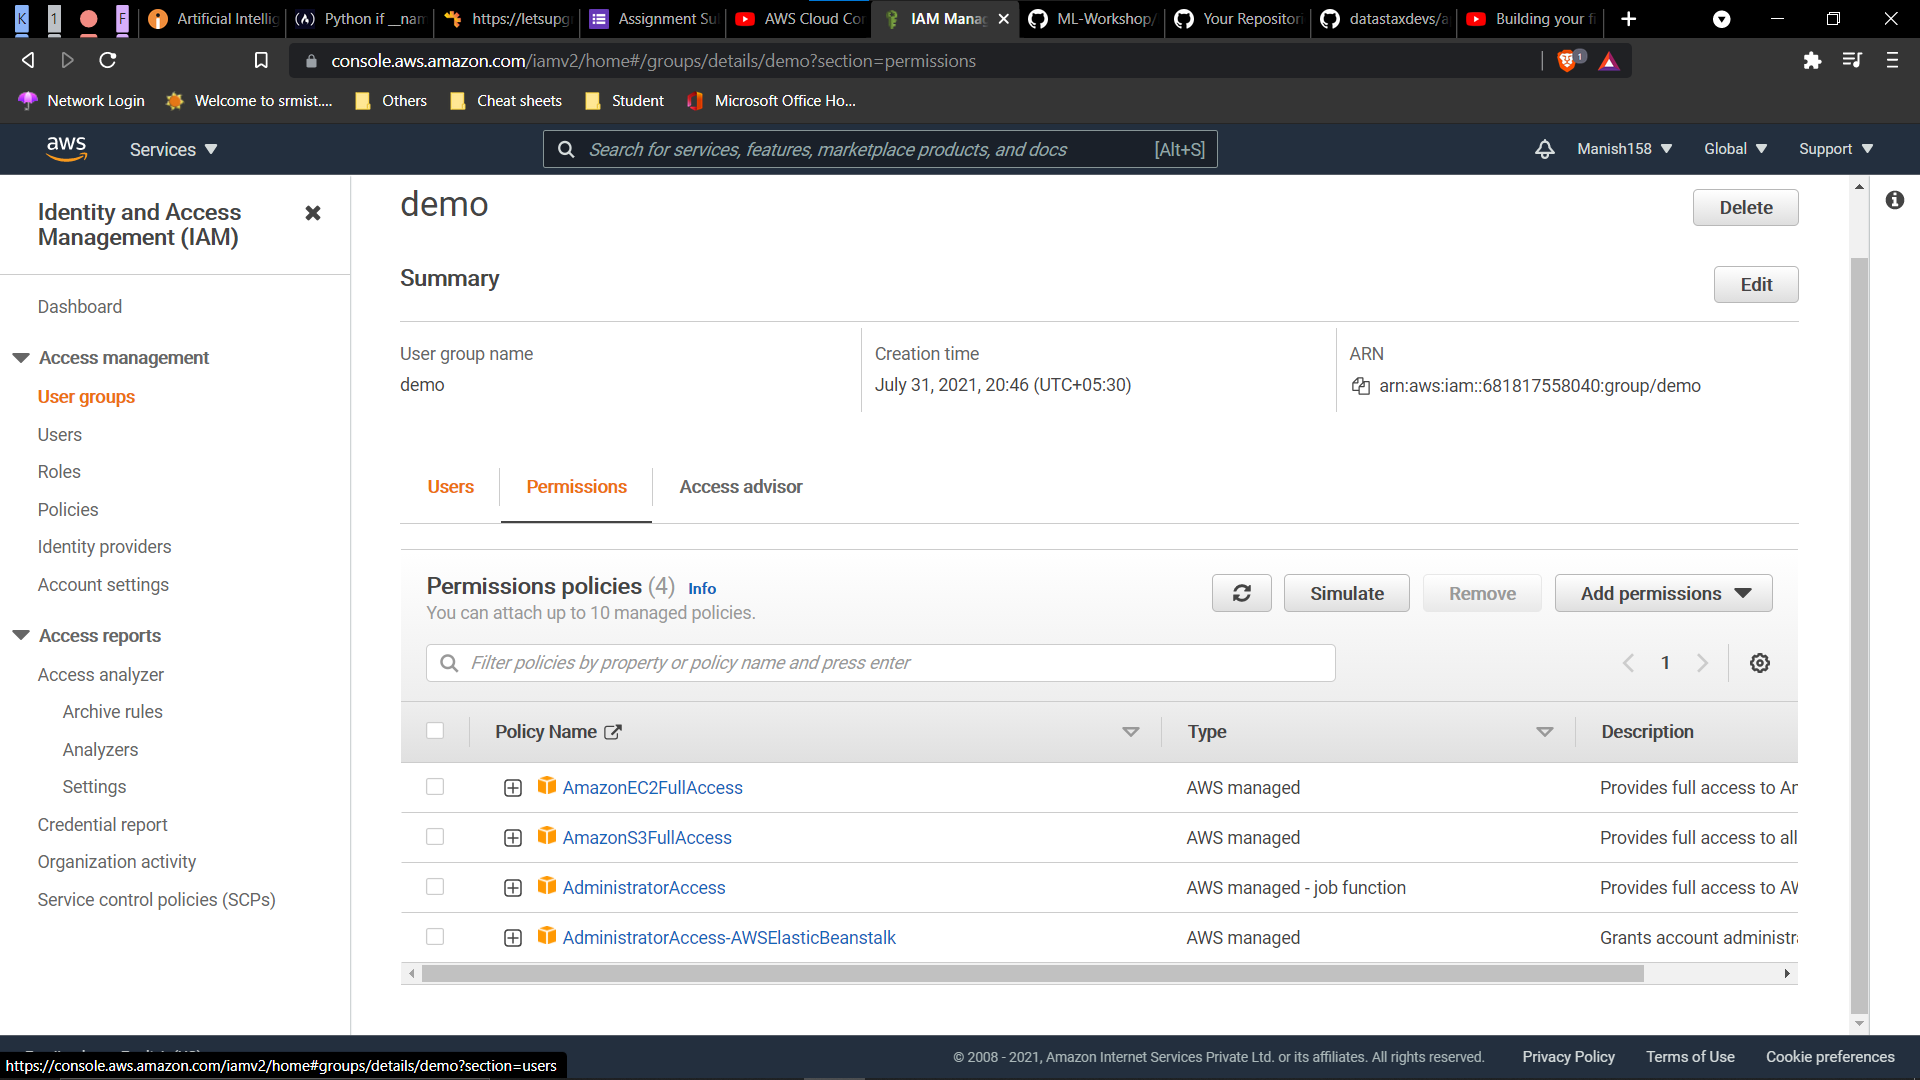 K
1
F
Artificial Intellig
Python if __nam
https://letsupg
Assignment Su
AWS Cloud Co
IAM Manag
ML-Workshop/
Your Repositori
datastaxdevs/a
Building your fi
console.aws.amazon.com/iamv2/home#/groups/details/demo?section=permissions
1
Network Login
Welcome to srmist....
Others
Cheat sheets
Student
Microsoft Office Ho...
aws
Services
Search for services, features, marketplace products, and docs
[Alt+S]
Manish158
Global
Support
Identity and Access
Management (IAM)
Dashboard
Access management
User groups
Users
Roles
Policies
Identity providers
Account settings
Access reports
Access analyzer
Archive rules
Analyzers
Settings
Credential report
Organization activity
Service control policies (SCPs)
demo
Delete
Summary
Edit
User group name
demo
Creation time
July 31, 2021, 20:46 (UTC+05:30)
ARN
arn:aws:iam::681817558040:group/demo
Users
Permissions
Access advisor
Permissions policies (4) Info
You can attach up to 10 managed policies.
Simulate
Remove
Add permissions
Filter policies by property or policy name and press enter
1
Policy Name
Type
Description
AmazonEC2FullAccess
AWS managed
Provides full access to Am
AmazonS3FullAccess
AWS managed
Provides full access to all
AdministratorAccess
AWS managed - job function
Provides full access to AW
AdministratorAccess-AWSElasticBeanstalk
AWS managed
Grants account administra
https://console.aws.amazon.com/iamv2/home#groups/details/demo?section=users
© 2008 - 2021, Amazon Internet Services Private Ltd. or its affiliates. All rights reserved.
Privacy Policy
Terms of Use
Cookie preferences